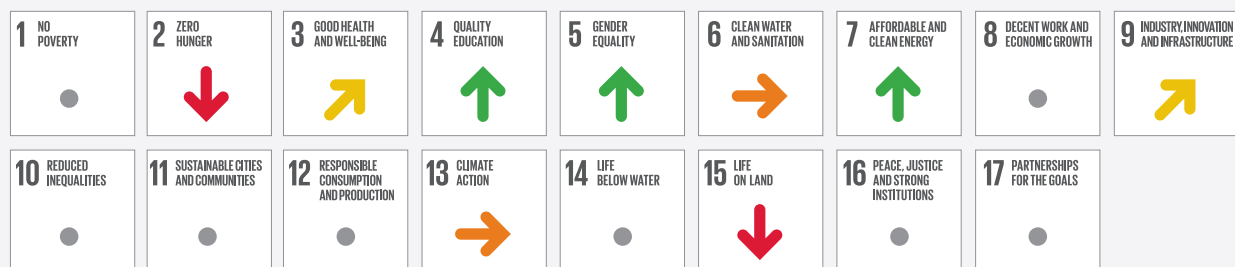 1 NO
POVERTY
2 ZERO
HUNGER
3 GOOD HEALTH
AND WELL-BEING
4 QUALITY
EDUCATION
5 GENDER
EQUALITY
6 CLEAN WATER
AND SANITATION
7 AFFORDABLE AND
CLEAN ENERGY
8 DECENT WORK AND
ECONOMIC GROWTH
9 INDUSTRY, INNOVATION
AND INFRASTRUCTURE
10 REDUCED
INEQUALITIES
11 SUSTAINABLE CITIES
AND COMMUNITIES
12 RESPONSIBLE
CONSUMPTION
AND PRODUCTION
13 CLIMATE
ACTION
14 LIFE
BELOW WATER
15 LIFE
ON LAND
16 PEACE, JUSTICE
AND STRONG
INSTITUTIONS
17 PARTNERSHIPS
FOR THE GOALS